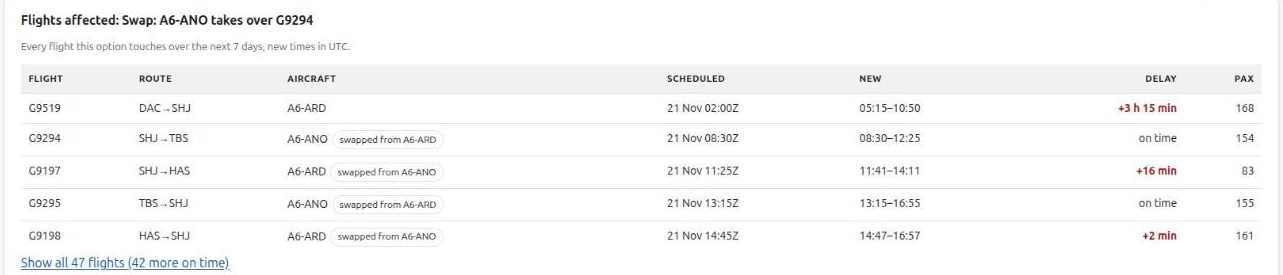 Flights affected: Swap: A6-ANO takes over G9294
Every flight this option touches over the next 7 days, new times in UTC.
FLIGHT ROUTE AIRCRAFT SCHEDULED NEW DELAY PAX
G9519 DAC→SHJ A6-ARD 21 Nov 02:00Z 05:15–10:50 +3 h 15 min 168
G9294 SHJ→TBS A6-ANO swapped from A6-ARD 21 Nov 08:30Z 08:30–12:25 on time 154
G9197 SHJ→HAS A6-ARD swapped from A6-ANO 21 Nov 11:25Z 11:41–14:11 +16 min 83
G9295 TBS→SHJ A6-ANO swapped from A6-ARD 21 Nov 13:15Z 13:15–16:55 on time 155
G9198 HAS→SHJ A6-ARD swapped from A6-ANO 21 Nov 14:45Z 14:47–16:57 +2 min 161
Show all 47 flights (42 more on time)